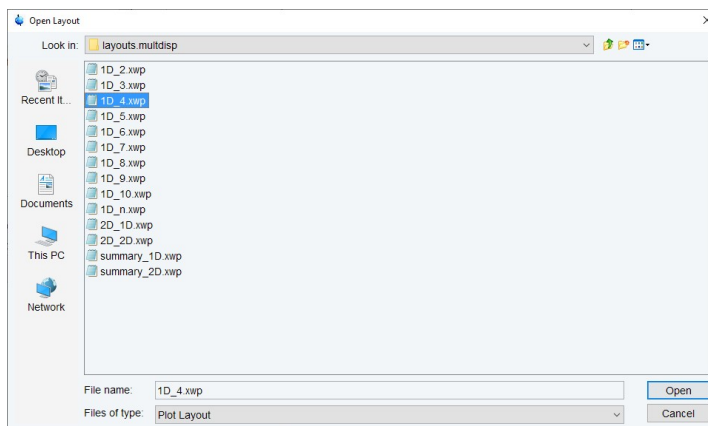 Open Layout
Look in: layouts.multdisp
Recent It...
Desktop
Documents
This PC
Network
1D_2.xwp
1D_3.xwp
1D_4.xwp
1D_5.xwp
1D_6.xwp
1D_7.xwp
1D_8.xwp
1D_9.xwp
1D_10.xwp
1D_n.xwp
2D_1D.xwp
2D_2D.xwp
summary_1D.xwp
summary_2D.xwp
File name: 1D_4.xwp Open
Files of type: Plot Layout Cancel